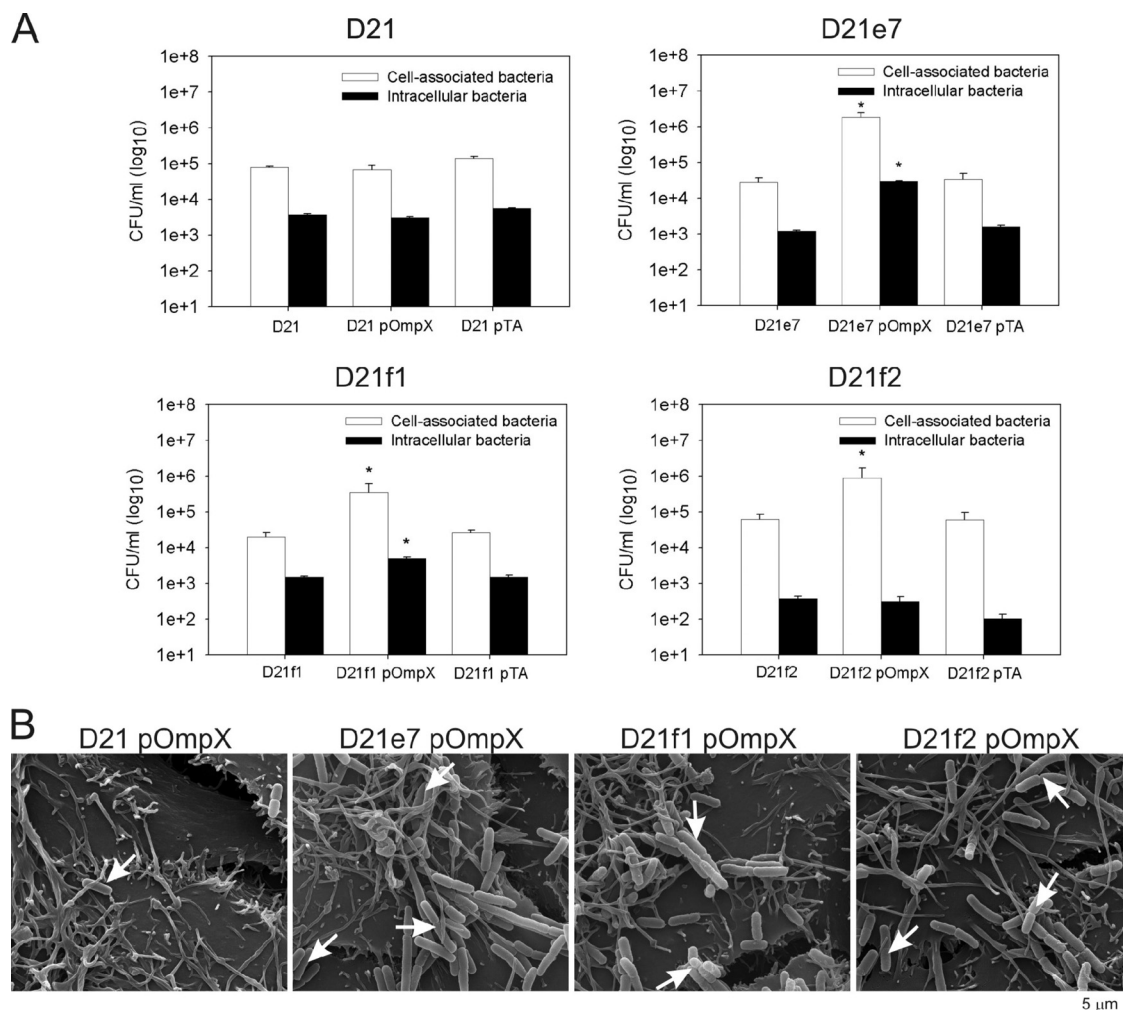 A
D21
CFU/ml (log10)
1e+8
1e+7
1e+6
1e+5
1e+4
1e+3
1e+2
1e+1
Cell-associated bacteria
Intracellular bacteria
D21
D21 pOmpX
D21 pTA
D21e7
CFU/ml (log10)
1e+8
1e+7
1e+6
1e+5
1e+4
1e+3
1e+2
1e+1
Cell-associated bacteria
Intracellular bacteria
*
*
D21e7
D21e7 pOmpX
D21e7 pTA
D21f1
CFU/ml (log10)
1e+8
1e+7
1e+6
1e+5
1e+4
1e+3
1e+2
1e+1
Cell-associated bacteria
Intracellular bacteria
*
*
D21f1
D21f1 pOmpX
D21f1 pTA
D21f2
CFU/ml (log10)
1e+8
1e+7
1e+6
1e+5
1e+4
1e+3
1e+2
1e+1
Cell-associated bacteria
Intracellular bacteria
*
D21f2
D21f2 pOmpX
D21f2 pTA
B
D21 pOmpX
D21e7 pOmpX
D21f1 pOmpX
D21f2 pOmpX
5 μm